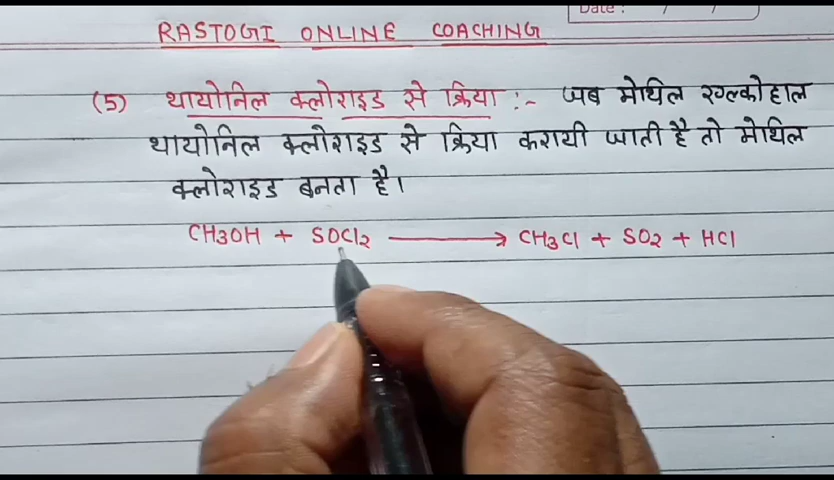 Date : / /
RASTOGI ONLINE COACHING
(5) थायोनिल क्लोराइड से क्रिया :- जब मेथिल एल्कोहाल
थायोनिल क्लोराइड से क्रिया करायी जाती है तो मेथिल
क्लोराइड बनता है।
CH3OH + SOCl2 ⟶ CH3Cl + SO2 + HCl